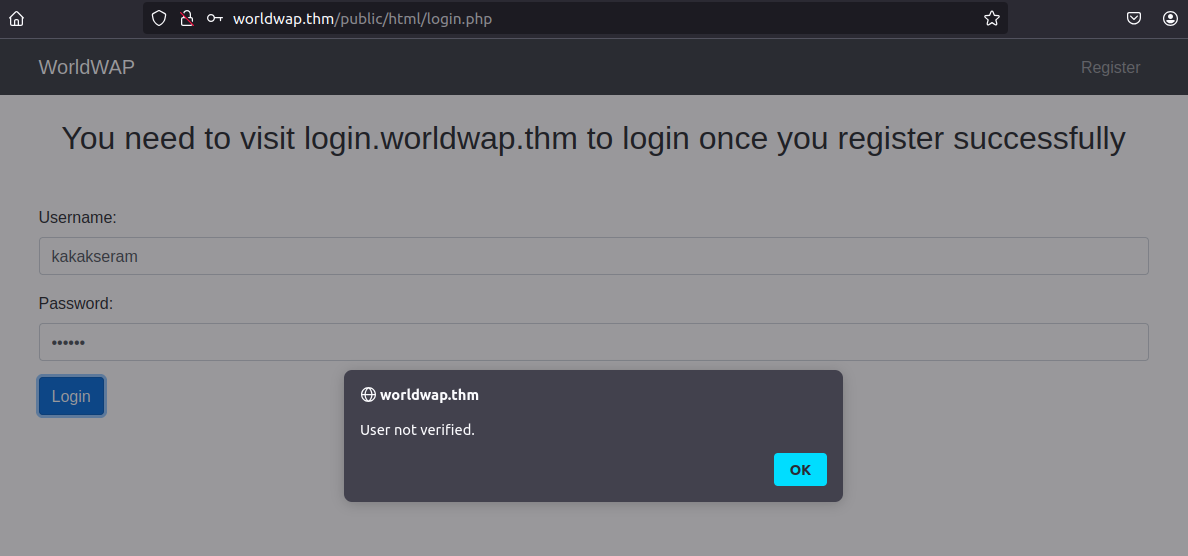 worldwap.thm/public/html/login.php
WorldWAP
Register
You need to visit login.worldwap.thm to login once you register successfully
Username:
kakakseram
Password:
••••••
Login
worldwap.thm
User not verified.
OK